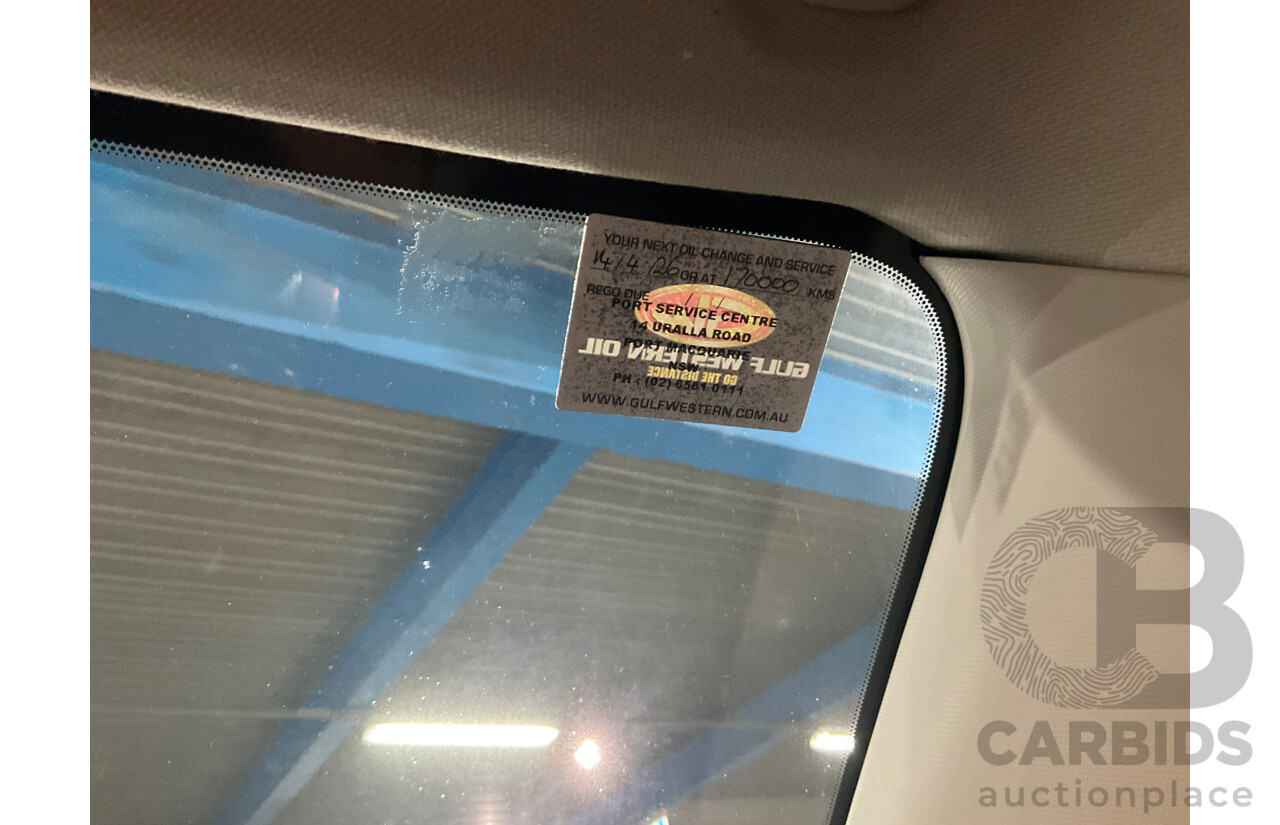 YOUR NEXT OIL CHANGE AND SERVICE
14/4/26 OR AT 170000 KMS
REGO DUE / /
PORT SERVICE CENTRE
14 URALLA ROAD
PORT MACQUARIE
NSW
GULF WESTERN OIL
GO THE DISTANCE
PH : (02) 6581 0111
WWW.GULFWESTERN.COM.AU
CB
CARBIDS
auctionplace